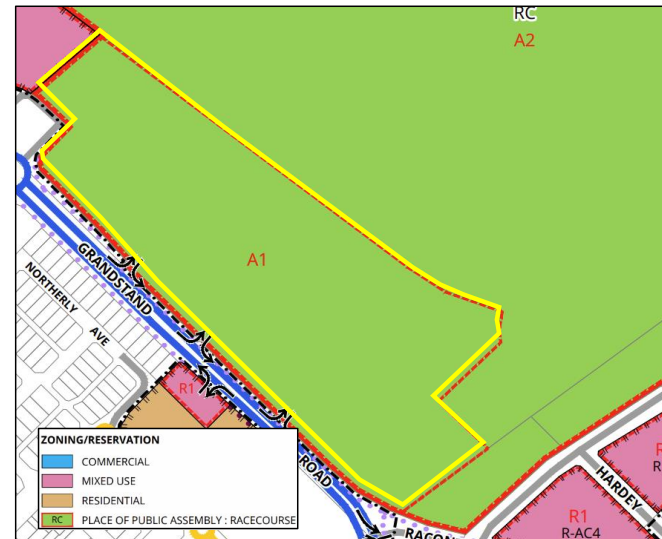 RC
A2
A1
GRANDSTAND
NORTHERLY
AVE
R1
ROAD
ZONING/RESERVATION
COMMERCIAL
MIXED USE
RESIDENTIAL
RC PLACE OF PUBLIC ASSEMBLY : RACECOURSE
HARDEY
R1
R-AC4